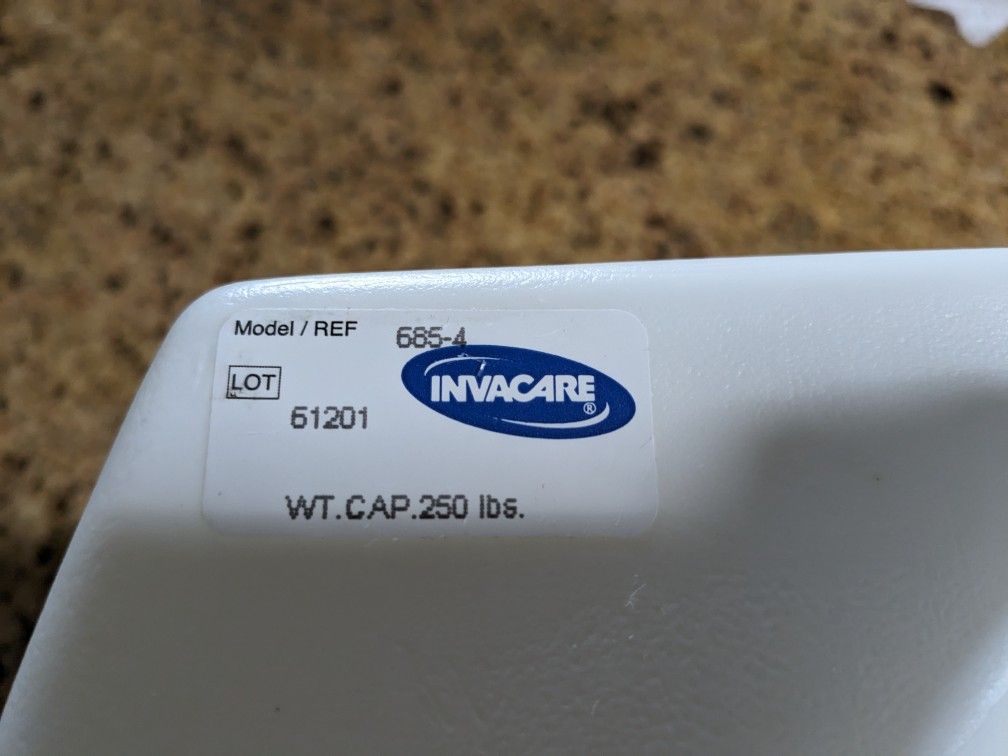 Model / REF 685-4
INVACARE®
LOT
61201
WT.CAP.250 lbs.